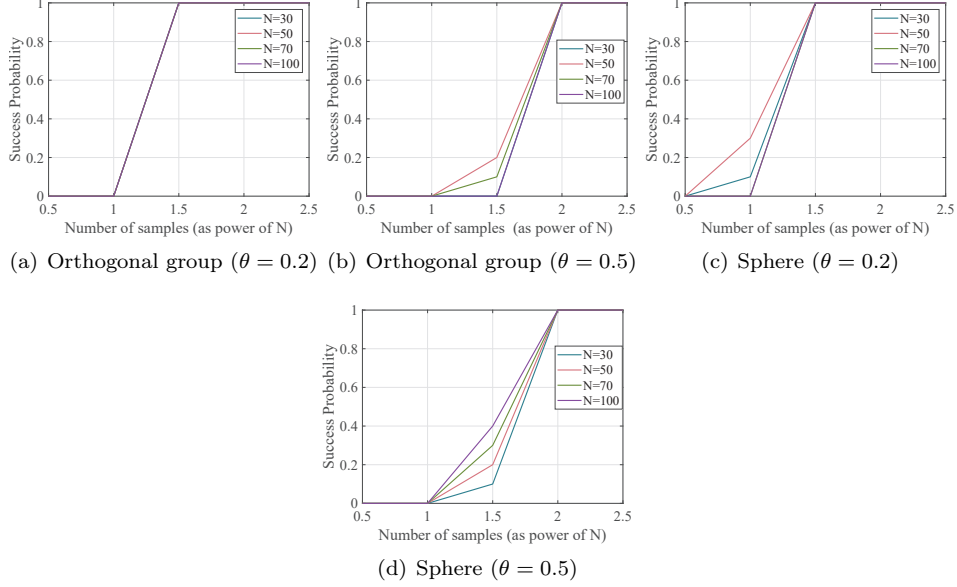 1
0.8
0.6
0.4
0.2
0
Success Probability
0.5 1 1.5 2 2.5
Number of samples (as power of N)
N=30
N=50
N=70
N=100
(a) Orthogonal group (θ = 0.2)
1
0.8
0.6
0.4
0.2
0
Success Probability
0.5 1 1.5 2 2.5
Number of samples (as power of N)
N=30
N=50
N=70
N=100
(b) Orthogonal group (θ = 0.5)
1
0.8
0.6
0.4
0.2
0
Success Probability
0.5 1 1.5 2 2.5
Number of samples (as power of N)
N=30
N=50
N=70
N=100
(c) Sphere (θ = 0.2)
1
0.8
0.6
0.4
0.2
0
Success Probability
0.5 1 1.5 2 2.5
Number of samples (as power of N)
N=30
N=50
N=70
N=100
(d) Sphere (θ = 0.5)